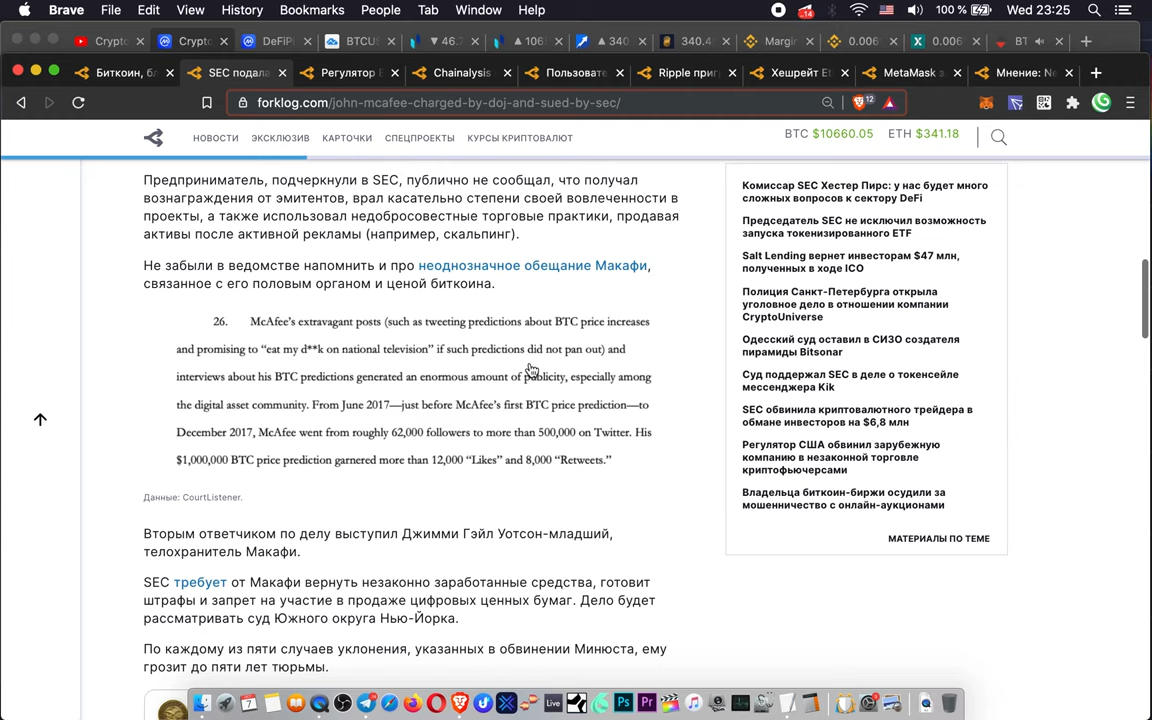 Brave File Edit View History Bookmarks People Tab Window Help 14 100 % Wed 23:25
Crypto Crypto DeFiP BTCUS ▼ 46.7 ▲ 106 ▲ 340 340.4 Margin 0.006 0.006 BT
Биткоин, бл SEC подала Регулятор Chainalysis Пользовате Ripple приг Хешрейт Et MetaMask з Мнение: Ne
forklog.com/john-mcafee-charged-by-doj-and-sued-by-sec/ 12
НОВОСТИ ЭКСКЛЮЗИВ КАРТОЧКИ СПЕЦПРОЕКТЫ КУРСЫ КРИПТОВАЛЮТ BTC $10660.05 ETH $341.18
Предприниматель, подчеркнули в SEC, публично не сообщал, что получал
вознаграждения от эмитентов, врал касательно степени своей вовлеченности в
проекты, а также использовал недобросовестные торговые практики, продавая
активы после активной рекламы (например, скальпинг).
Не забыли в ведомстве напомнить и про неоднозначное обещание Макафи,
связанное с его половым органом и ценой биткоина.
26. McAfee's extravagant posts (such as tweeting predictions about BTC price increases
and promising to “eat my d**k on national television” if such predictions did not pan out) and
interviews about his BTC predictions generated an enormous amount of publicity, especially among
the digital asset community. From June 2017—just before McAfee's first BTC price prediction—to
December 2017, McAfee went from roughly 62,000 followers to more than 500,000 on Twitter. His
$1,000,000 BTC price prediction garnered more than 12,000 “Likes” and 8,000 “Retweets.”
Данные: CourtListener.
Вторым ответчиком по делу выступил Джимми Гэйл Уотсон-младший,
телохранитель Макафи.
SEC требует от Макафи вернуть незаконно заработанные средства, готовит
штрафы и запрет на участие в продаже цифровых ценных бумаг. Дело будет
рассматривать суд Южного округа Нью-Йорка.
По каждому из пяти случаев уклонения, указанных в обвинении Минюста, ему
грозит до пяти лет тюрьмы.
Комиссар SEC Хестер Пирс: у нас будет много
сложных вопросов к сектору DeFi
Председатель SEC не исключил возможность
запуска токенизированного ETF
Salt Lending вернет инвесторам $47 млн,
полученных в ходе ICO
Полиция Санкт-Петербурга открыла
уголовное дело в отношении компании
CryptoUniverse
Одесский суд оставил в СИЗО создателя
пирамиды Bitsonar
Суд поддержал SEC в деле о токенсейле
мессенджера Kik
SEC обвинила криптовалютного трейдера в
обмане инвесторов на $6,8 млн
Регулятор США обвинил зарубежную
компанию в незаконной торговле
криптофьючерсами
Владельца биткоин-биржи осудили за
мошенничество с онлайн-аукционами
МАТЕРИАЛЫ ПО ТЕМЕ
7 Live Ps Pr